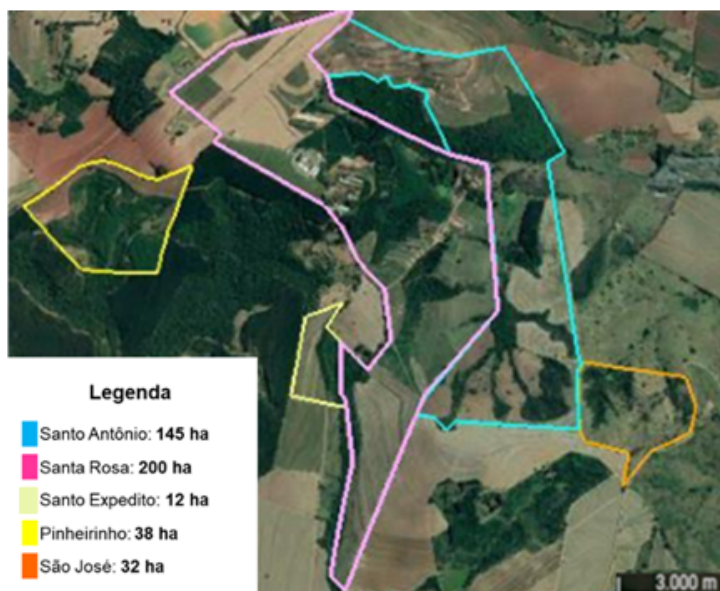 Legenda
Santo Antônio: 145 ha
Santa Rosa: 200 ha
Santo Expedito: 12 ha
Pinheirinho: 38 ha
São José: 32 ha
3.000 m